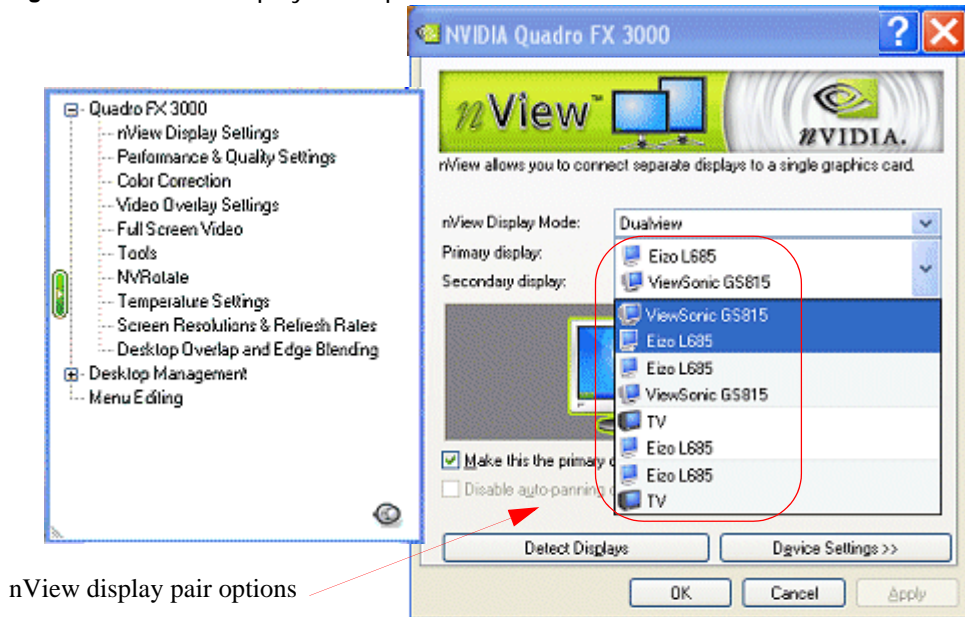 NVIDIA Quadro FX 3000
Quadro FX 3000
nView Display Settings
Performance & Quality Settings
Color Correction
Video Overlay Settings
Full Screen Video
Tools
NVRotate
Temperature Settings
Screen Resolutions & Refresh Rates
Desktop Overlap and Edge Blending
Desktop Management
Menu Editing
nView™
NVIDIA.
nView allows you to connect separate displays to a single graphics card.
nView Display Mode: Dualview
Primary display: Eizo L685
Secondary display: ViewSonic GS815
ViewSonic GS815
Eizo L685
Eizo L685
ViewSonic GS815
TV
Eizo L685
Eizo L685
TV
Make this the primary
Disable auto-panning
Detect Displays
Device Settings >>
OK
Cancel
Apply
nView display pair options